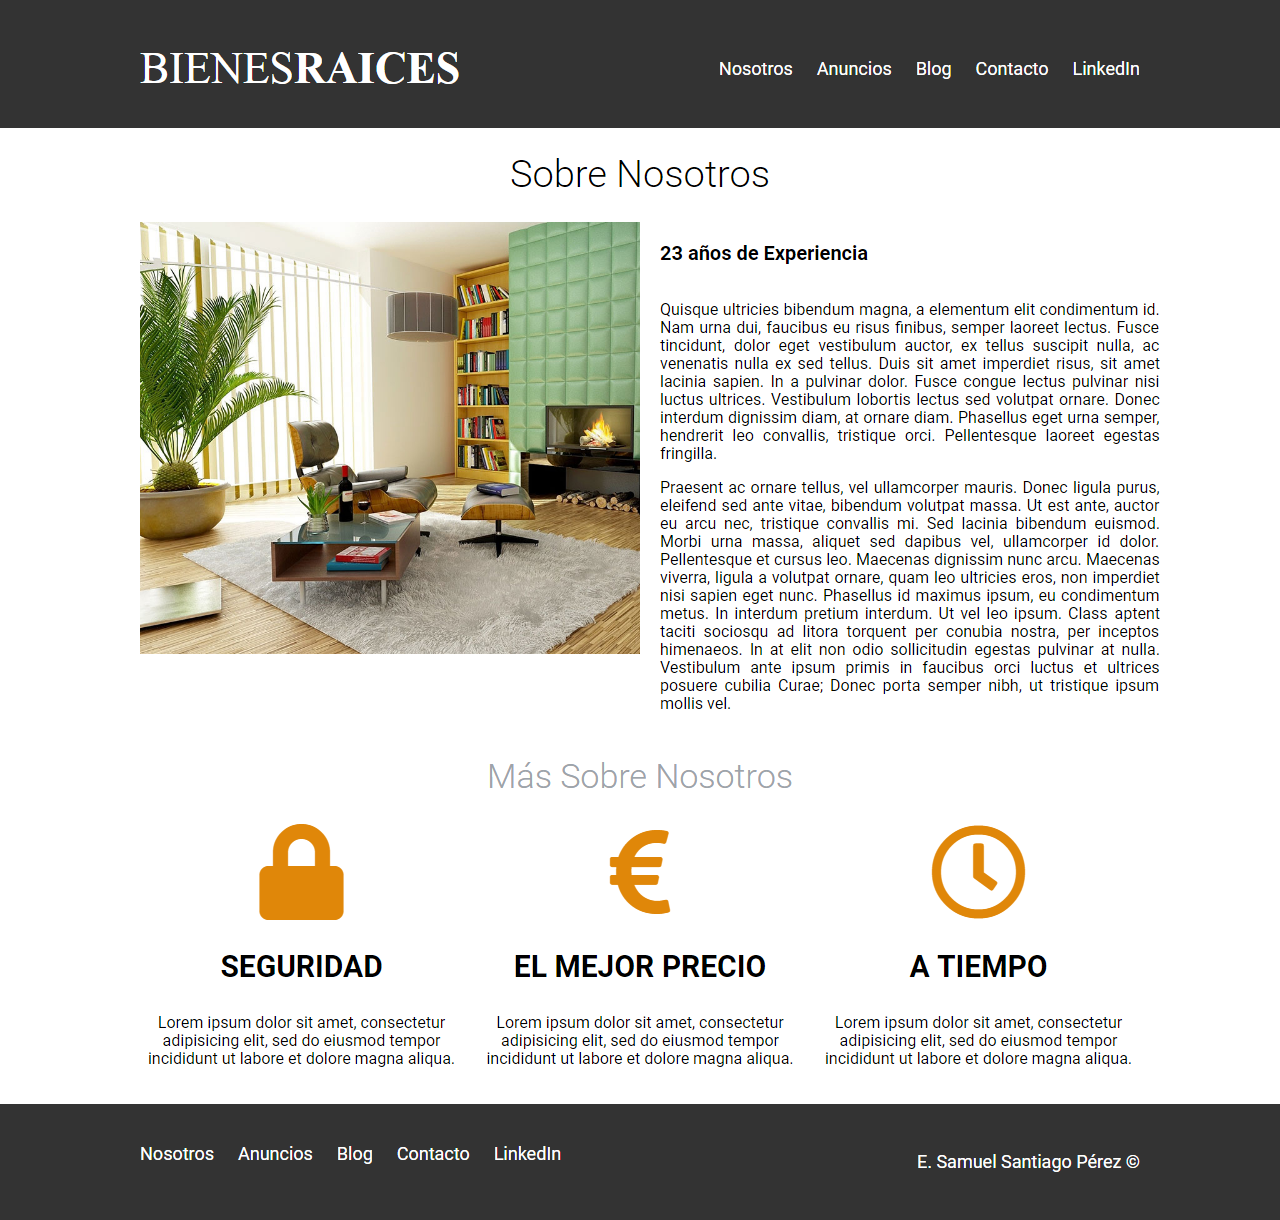 BIENESRAICES
Nosotros Anuncios Blog Contacto LinkedIn
Sobre Nosotros
23 años de Experiencia
Quisque ultricies bibendum magna, a elementum elit condimentum id.
Nam urna dui, faucibus eu risus finibus, semper laoreet lectus. Fusce
tincidunt, dolor eget vestibulum auctor, ex tellus suscipit nulla, ac
venenatis nulla ex sed tellus. Duis sit amet imperdiet risus, sit amet
lacinia sapien. In a pulvinar dolor. Fusce congue lectus pulvinar nisi
luctus ultrices. Vestibulum lobortis lectus sed volutpat ornare. Donec
interdum dignissim diam, at ornare diam. Phasellus eget urna semper,
hendrerit leo convallis, tristique orci. Pellentesque laoreet egestas
fringilla.
Praesent ac ornare tellus, vel ullamcorper mauris. Donec ligula purus,
eleifend sed ante vitae, bibendum volutpat massa. Ut est ante, auctor
eu arcu nec, tristique convallis mi. Sed lacinia bibendum euismod.
Morbi urna massa, aliquet sed dapibus vel, ullamcorper id dolor.
Pellentesque et cursus leo. Maecenas dignissim nunc arcu. Maecenas
viverra, ligula a volutpat ornare, quam leo ultricies eros, non imperdiet
nisi sapien eget nunc. Phasellus id maximus ipsum, eu condimentum
metus. In interdum pretium interdum. Ut vel leo ipsum. Class aptent
taciti sociosqu ad litora torquent per conubia nostra, per inceptos
himenaeos. In at elit non odio sollicitudin egestas pulvinar at nulla.
Vestibulum ante ipsum primis in faucibus orci luctus et ultrices
posuere cubilia Curae; Donec porta semper nibh, ut tristique ipsum
mollis vel.
Más Sobre Nosotros
SEGURIDAD
Lorem ipsum dolor sit amet, consectetur
adipisicing elit, sed do eiusmod tempor
incididunt ut labore et dolore magna aliqua.
EL MEJOR PRECIO
Lorem ipsum dolor sit amet, consectetur
adipisicing elit, sed do eiusmod tempor
incididunt ut labore et dolore magna aliqua.
A TIEMPO
Lorem ipsum dolor sit amet, consectetur
adipisicing elit, sed do eiusmod tempor
incididunt ut labore et dolore magna aliqua.
Nosotros Anuncios Blog Contacto LinkedIn
E. Samuel Santiago Pérez ©